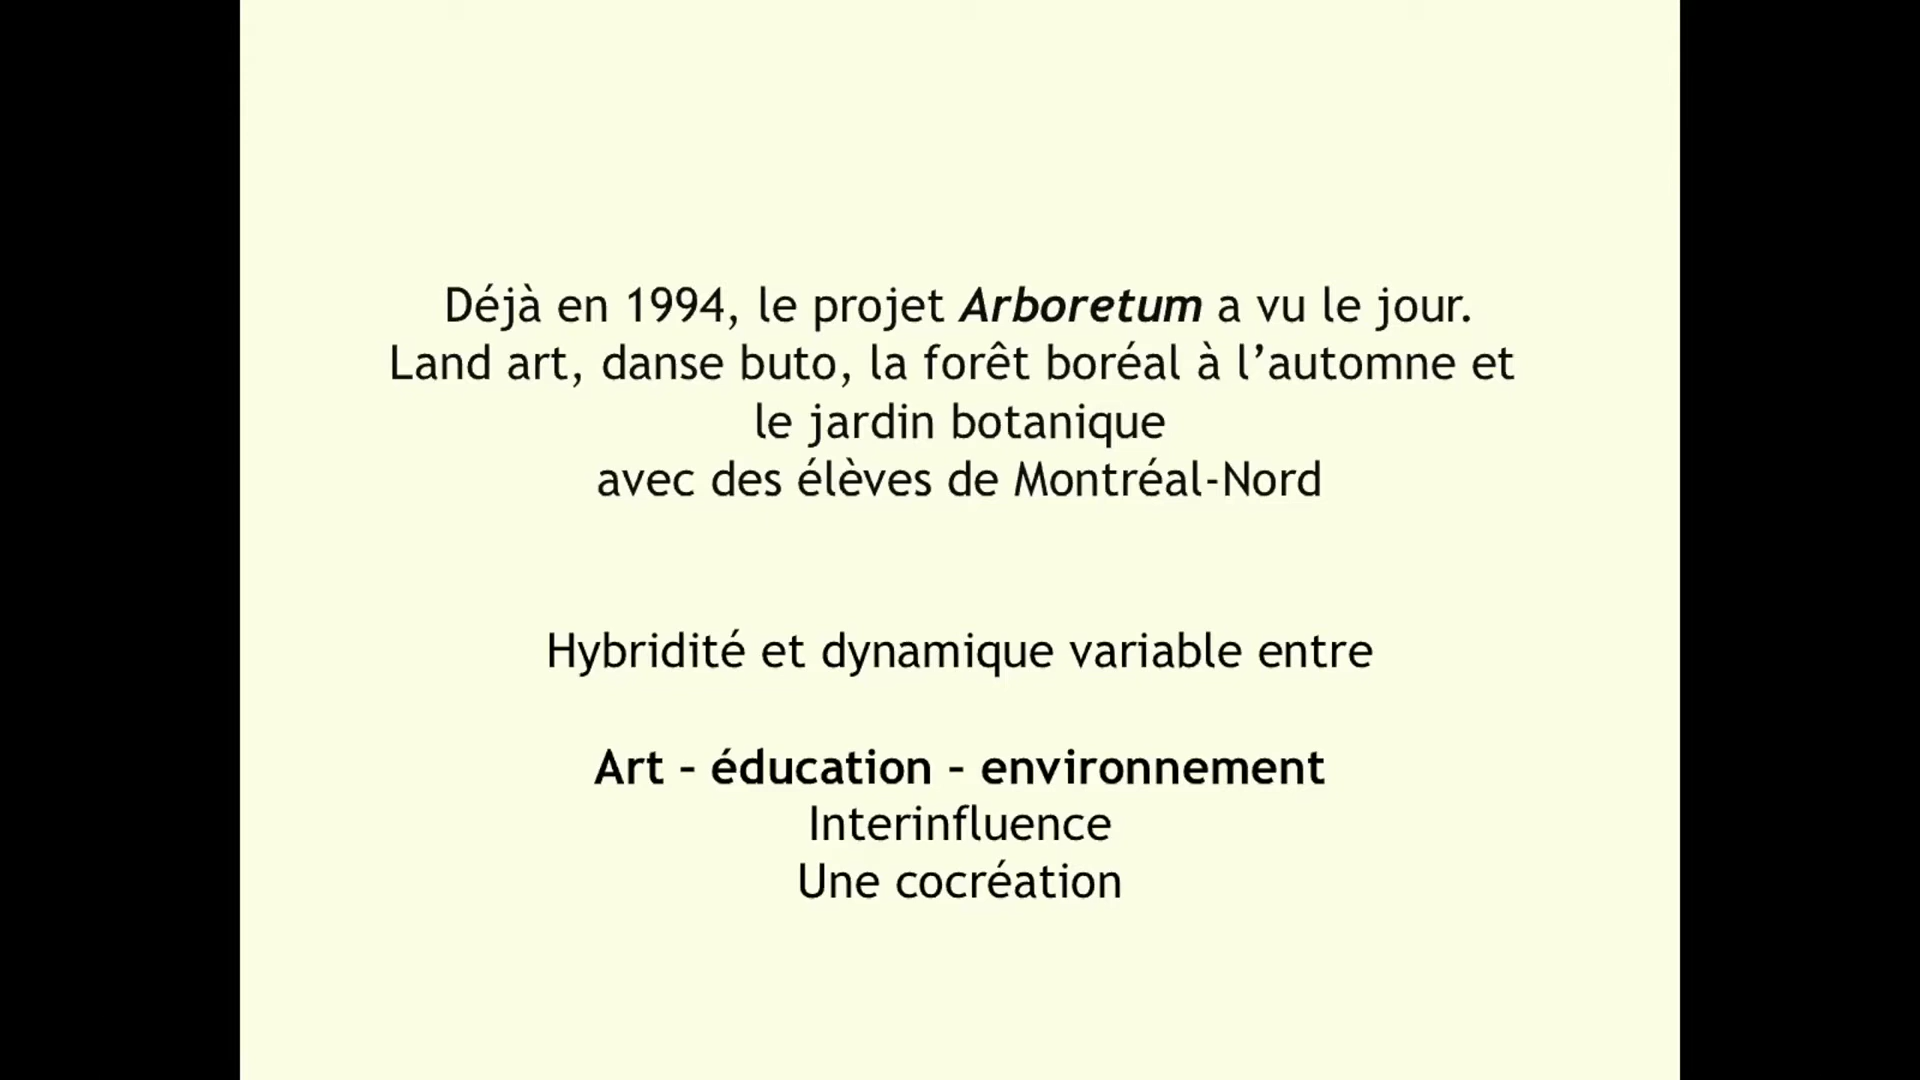 Déjà en 1994, le projet Arboretum a vu le jour.
Land art, danse buto, la forêt boréal à l’automne et
le jardin botanique
avec des élèves de Montréal-Nord
Hybridité et dynamique variable entre
Art – éducation – environnement
Interinfluence
Une cocréation